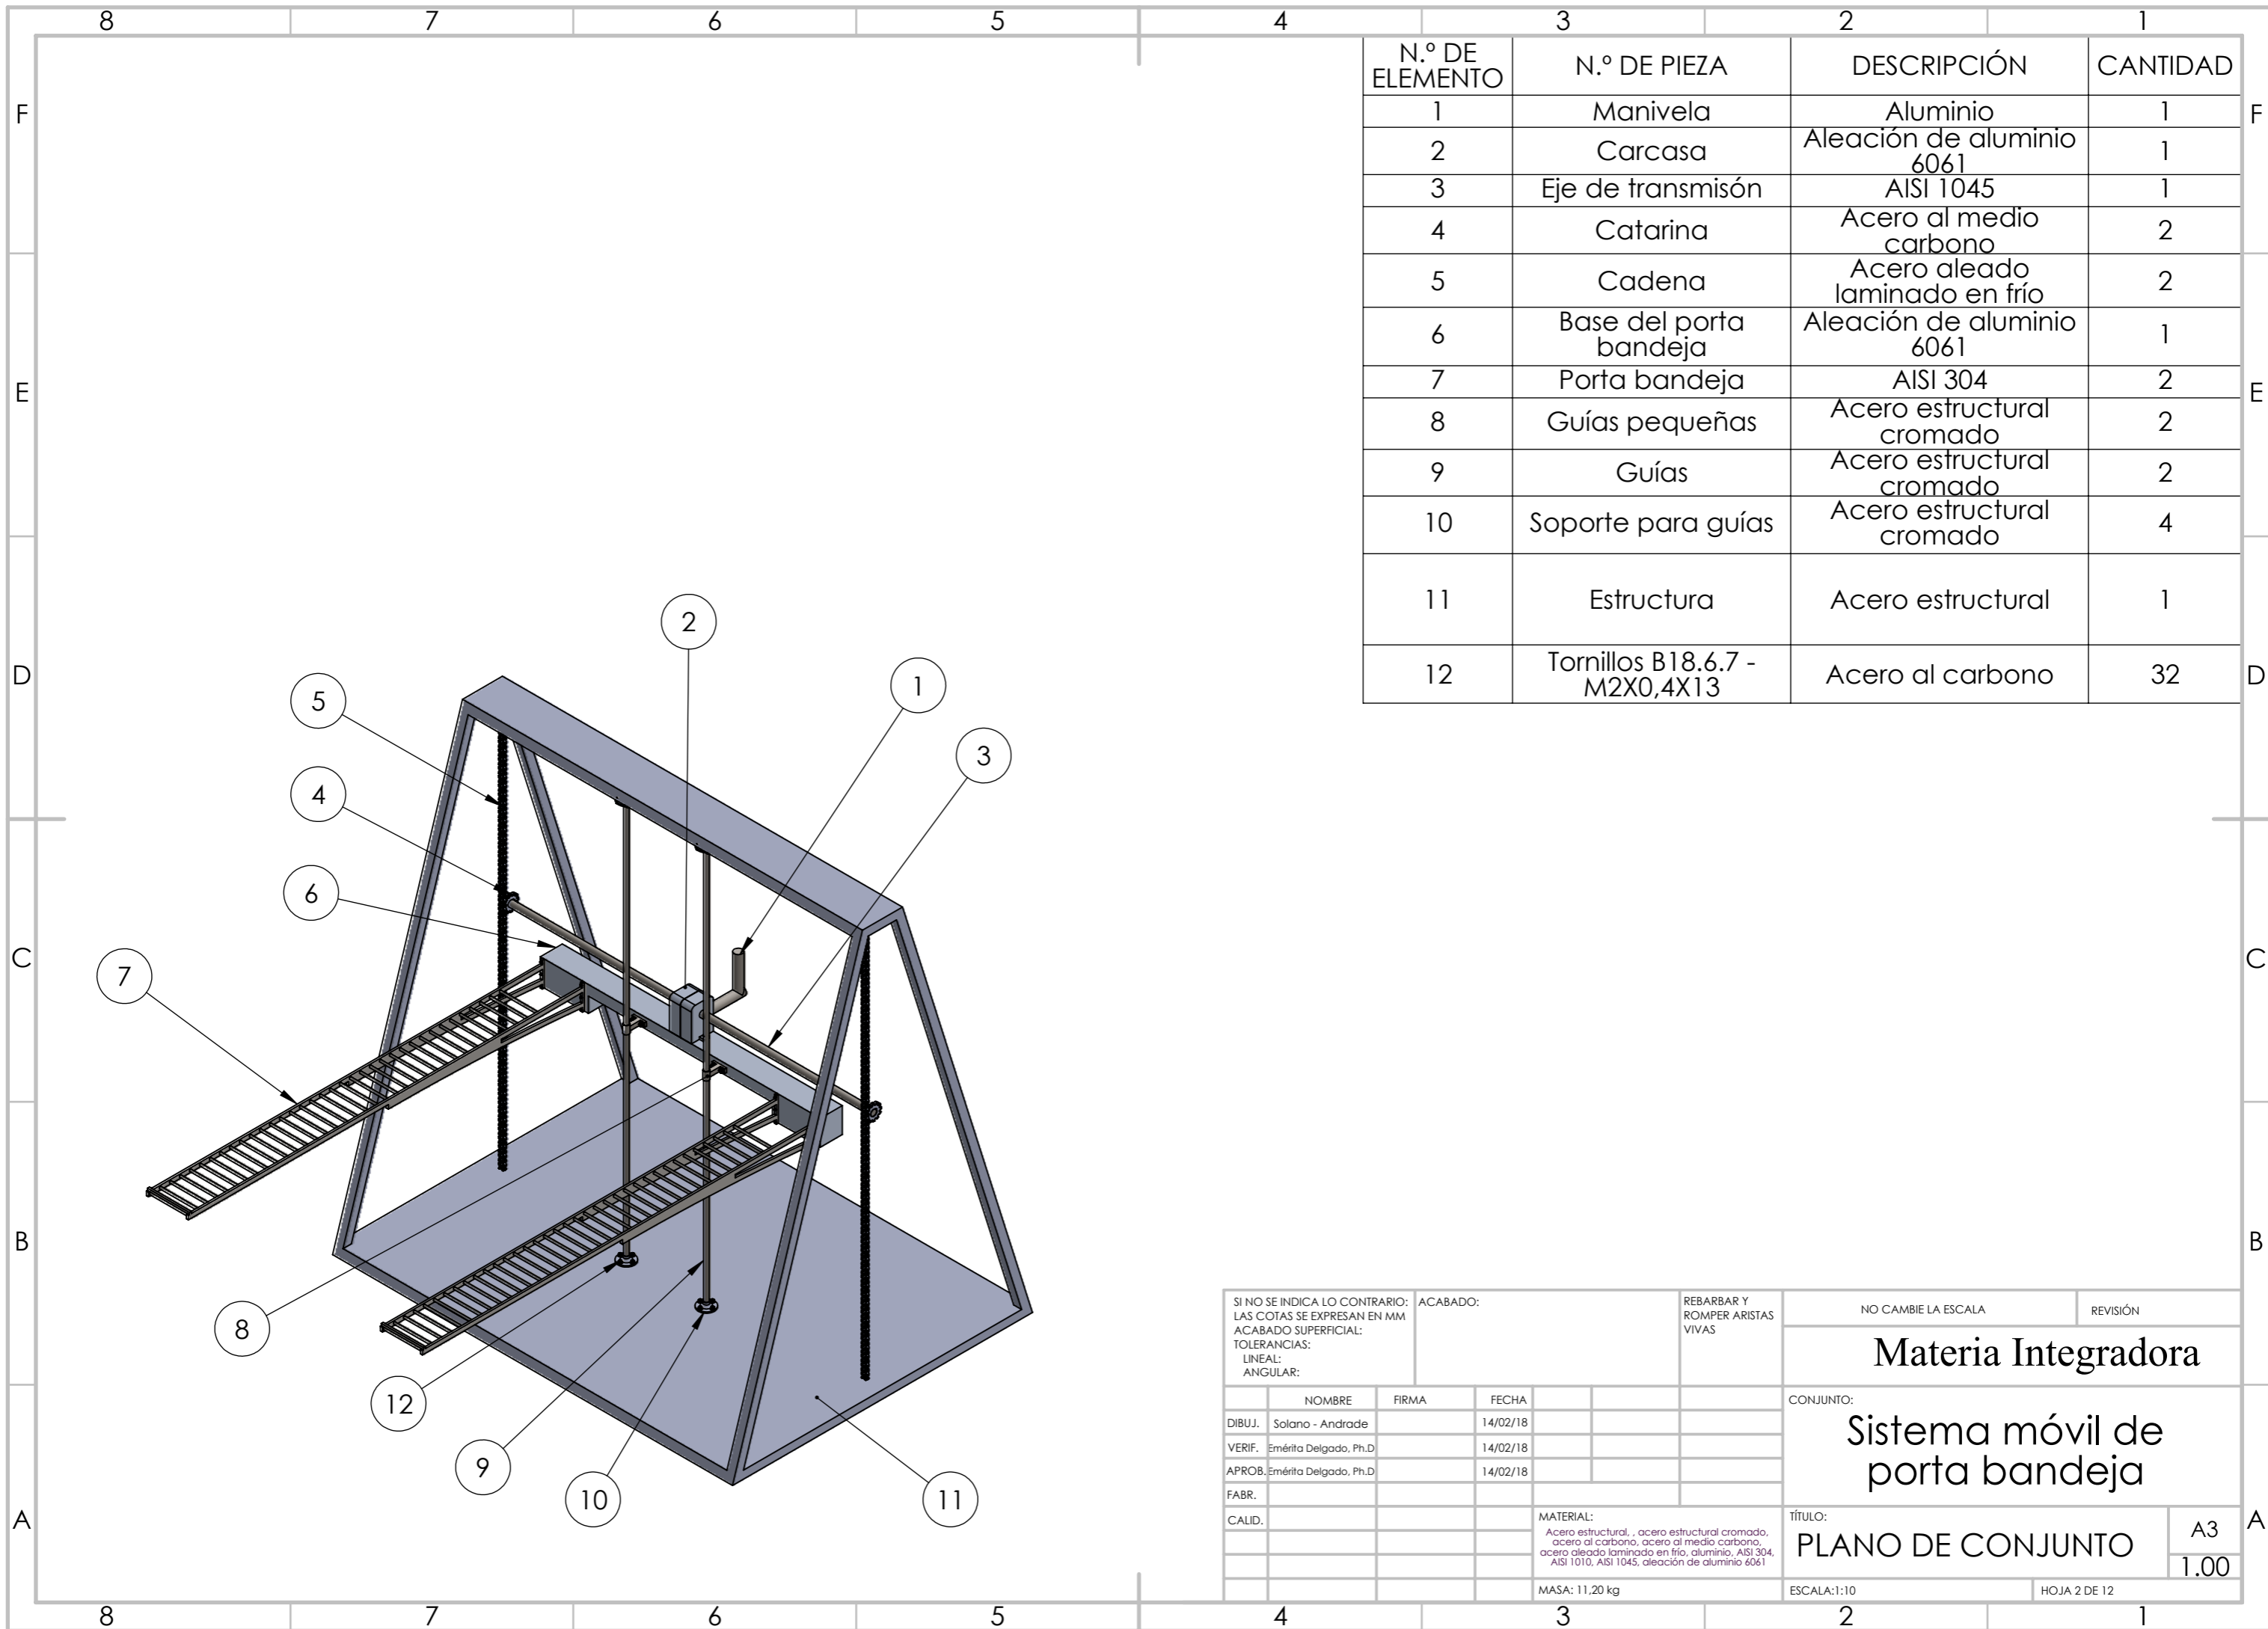 8 7 6 5 4 3 2 1
F
E
D
C
B
A
N.º DE ELEMENTO N.º DE PIEZA DESCRIPCIÓN CANTIDAD
1 Manivela Aluminio 1
2 Carcasa Aleación de aluminio 6061 1
3 Eje de transmisón AISI 1045 1
4 Catarina Acero al medio carbono 2
5 Cadena Acero aleado laminado en frío 2
6 Base del porta bandeja Aleación de aluminio 6061 1
7 Porta bandeja AISI 304 2
8 Guías pequeñas Acero estructural cromado 2
9 Guías Acero estructural cromado 2
10 Soporte para guías Acero estructural cromado 4
11 Estructura Acero estructural 1
12 Tornillos B18.6.7 - M2X0,4X13 Acero al carbono 32
F
E
D
C
B
A
2
1
5
3
4
6
7
8
12
9
10
11
SI NO SE INDICA LO CONTRARIO:
LAS COTAS SE EXPRESAN EN MM
ACABADO SUPERFICIAL:
TOLERANCIAS:
LINEAL:
ANGULAR:
ACABADO:
REBARBAR Y
ROMPER ARISTAS
VIVAS
NO CAMBIE LA ESCALA
REVISIÓN
Materia Integradora
NOMBRE FIRMA FECHA
DIBUJ. Solano - Andrade 14/02/18
VERIF. Emérita Delgado, Ph.D 14/02/18
APROB. Emérita Delgado, Ph.D 14/02/18
FABR.
CALID.
CONJUNTO:
Sistema móvil de
porta bandeja
MATERIAL:
Acero estructural, , acero estructural cromado,
acero al carbono, acero al medio carbono,
acero aleado laminado en frío, aluminio, AISI 304,
AISI 1010, AISI 1045, aleación de aluminio 6061
TÍTULO:
PLANO DE CONJUNTO
A3
1.00
MASA: 11,20 kg
ESCALA:1:10
HOJA 2 DE 12
8 7 6 5 4 3 2 1